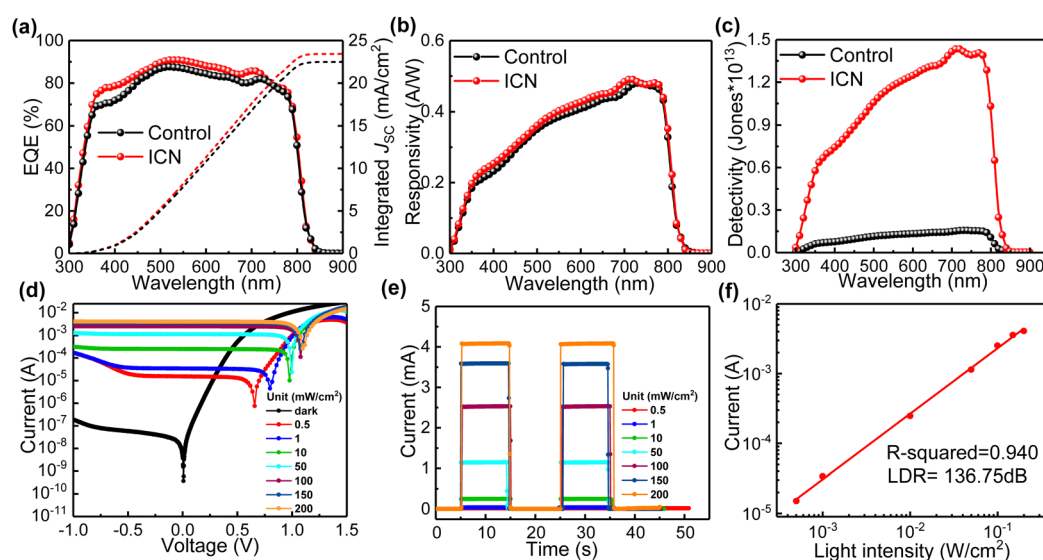 (a)
100
80
60
40
20
0
EQE (%)
Control
ICN
25
20
15
10
5
0
Integrated JSC (mA/cm²)
300 400 500 600 700 800 900
Wavelength (nm)
(b)
0.6
0.4
0.2
0.0
Responsivity (A/W)
Control
ICN
300 400 500 600 700 800 900
Wavelength (nm)
(c)
1.5
1.2
0.9
0.6
0.3
0.0
Detectivity (Jones*10¹³)
Control
ICN
300 400 500 600 700 800 900
Wavelength (nm)
(d)
10⁻²
10⁻³
10⁻⁴
10⁻⁵
10⁻⁶
10⁻⁷
10⁻⁸
10⁻⁹
10⁻¹⁰
10⁻¹¹
Current (A)
Unit (mW/cm²)
dark
0.5
1
10
50
100
150
200
-1.0 -0.5 0.0 0.5 1.0 1.5
Voltage (V)
(e)
5
4
3
2
1
0
Current (mA)
Unit (mW/cm²)
0.5
1
10
50
100
150
200
0 10 20 30 40 50 60
Time (s)
(f)
10⁻²
10⁻³
10⁻⁴
10⁻⁵
Current (A)
R-squared=0.940
LDR= 136.75dB
10⁻³ 10⁻² 10⁻¹
Light intensity (W/cm²)